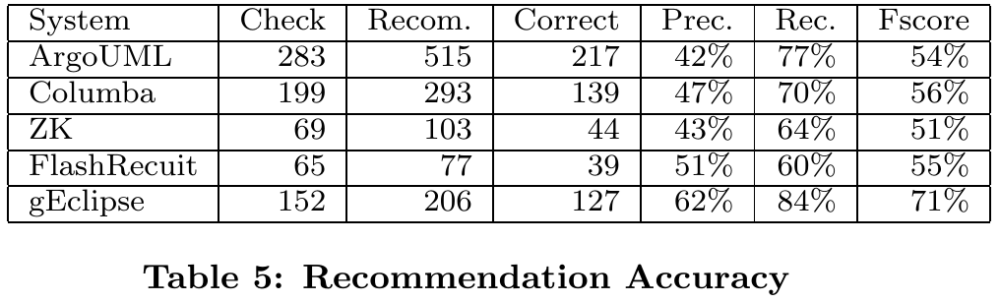 System Check Recom. Correct Prec. Rec. Fscore
ArgoUML 283 515 217 42% 77% 54%
Columba 199 293 139 47% 70% 56%
ZK 69 103 44 43% 64% 51%
FlashRecuit 65 77 39 51% 60% 55%
gEclipse 152 206 127 62% 84% 71%
Table 5: Recommendation Accuracy